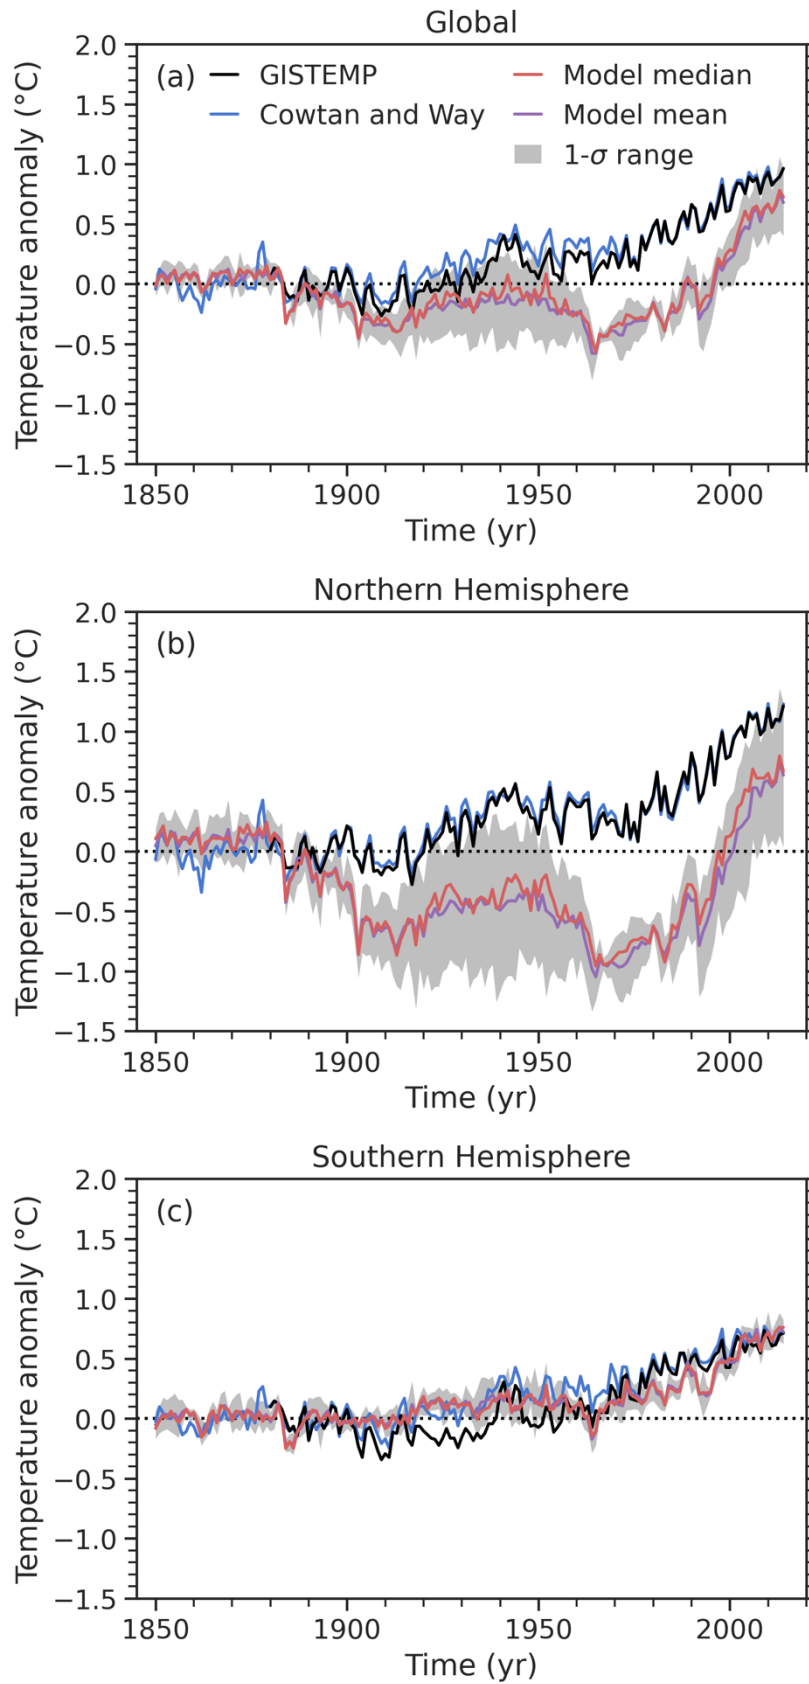 Global
(a)
GISTEMP
Cowtan and Way
Model median
Model mean
1-σ range
Temperature anomaly (°C)
2.0
1.5
1.0
0.5
0.0
−0.5
−1.0
−1.5
1850 1900 1950 2000
Time (yr)
Northern Hemisphere
(b)
Temperature anomaly (°C)
2.0
1.5
1.0
0.5
0.0
−0.5
−1.0
−1.5
1850 1900 1950 2000
Time (yr)
Southern Hemisphere
(c)
Temperature anomaly (°C)
2.0
1.5
1.0
0.5
0.0
−0.5
−1.0
−1.5
1850 1900 1950 2000
Time (yr)